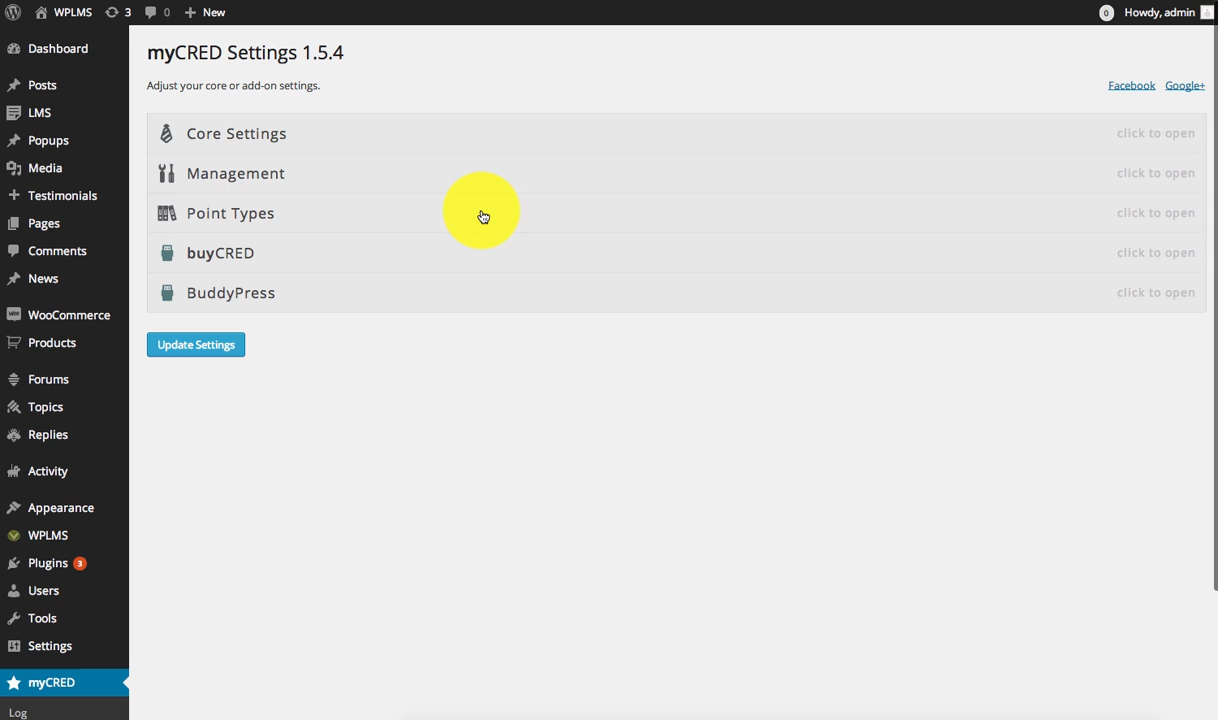 WPLMS 3 0 New 0 Howdy, admin
Dashboard
Posts
LMS
Popups
Media
Testimonials
Pages
Comments
News
WooCommerce
Products
Forums
Topics
Replies
Activity
Appearance
WPLMS
Plugins 3
Users
Tools
Settings
myCRED
Log
myCRED Settings 1.5.4
Adjust your core or add-on settings.
Facebook Google+
Core Settings click to open
Management click to open
Point Types click to open
buyCRED click to open
BuddyPress click to open
Update Settings